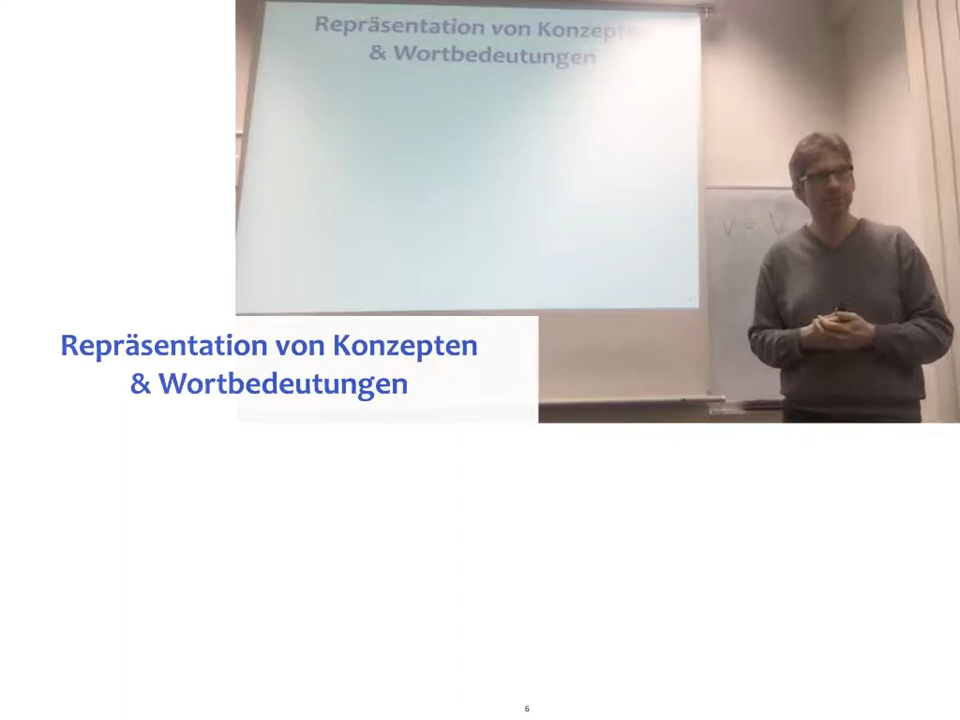 Repräsentation von Konzepten
& Wortbedeutungen
V = V
Repräsentation von Konzepten
& Wortbedeutungen
6